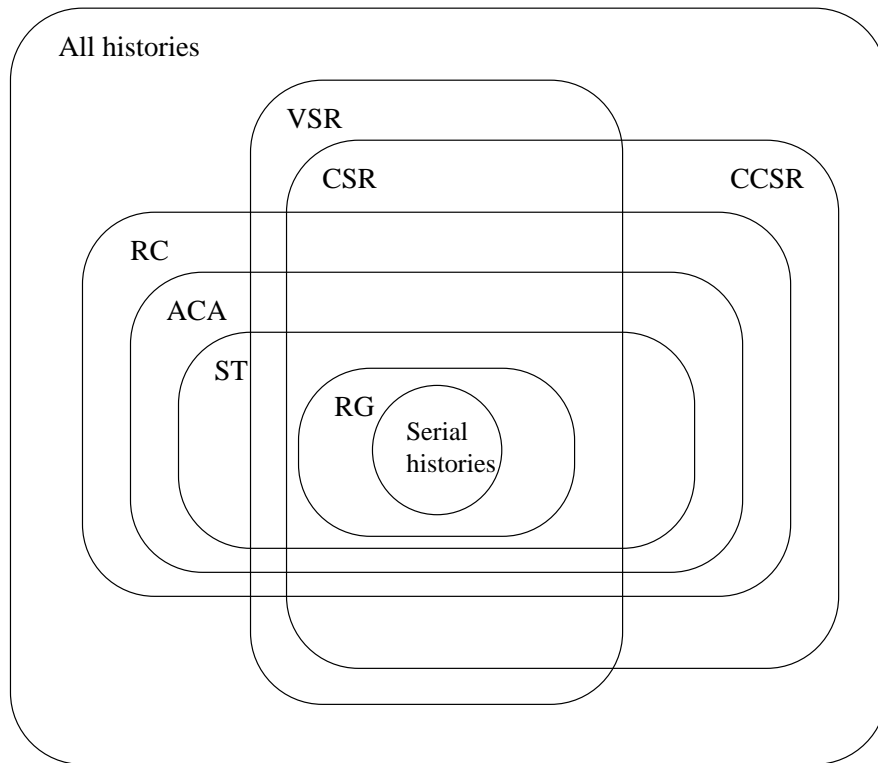 All histories
VSR
CSR
CCSR
RC
ACA
ST
RG
Serial
histories